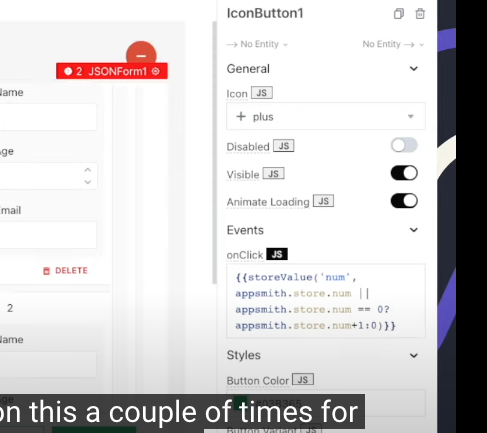 IconButton1
No Entity
No Entity
2 JSONForm1
General
Name
Icon JS
plus
Age
Disabled JS
Visible JS
Email
Animate Loading JS
Events
onClick JS
DELETE
{{storeValue('num',
appsmith.store.num ||
appsmith.store.num == 0?
appsmith.store.num+1:0)}}
2
Name
Styles
Button Color JS
Age
on this a couple of times for
#03B365
Button Variant JS